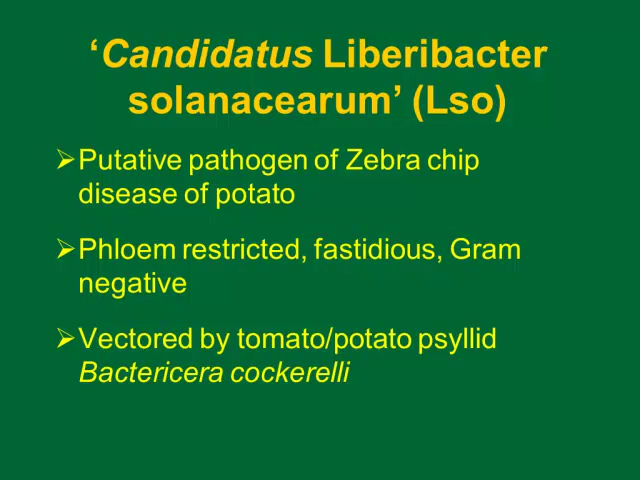 ‘Candidatus Liberibacter
solanacearum’ (Lso)
➢Putative pathogen of Zebra chip
disease of potato
➢Phloem restricted, fastidious, Gram
negative
➢Vectored by tomato/potato psyllid
Bactericera cockerelli